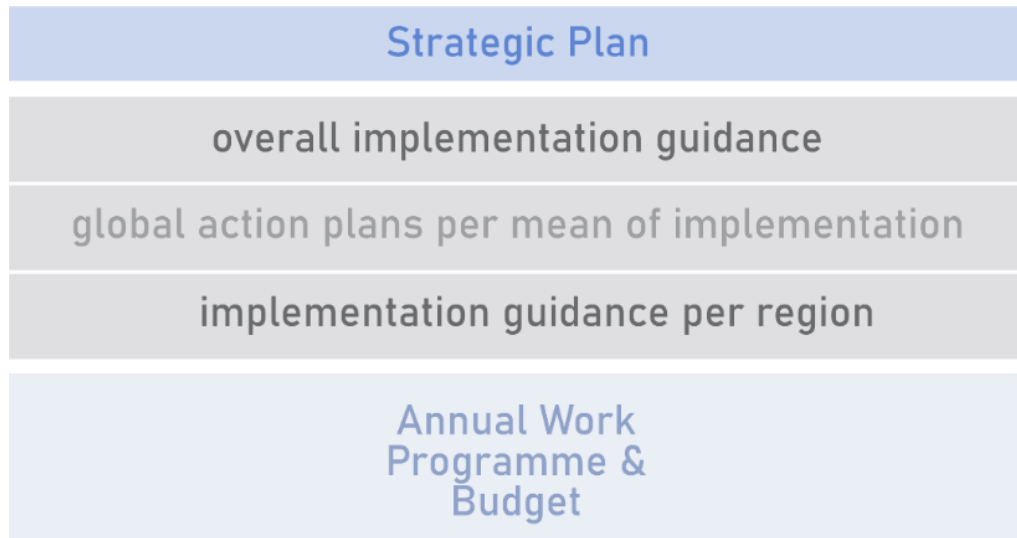 Strategic Plan
overall implementation guidance
global action plans per mean of implementation
implementation guidance per region
Annual Work
Programme &
Budget